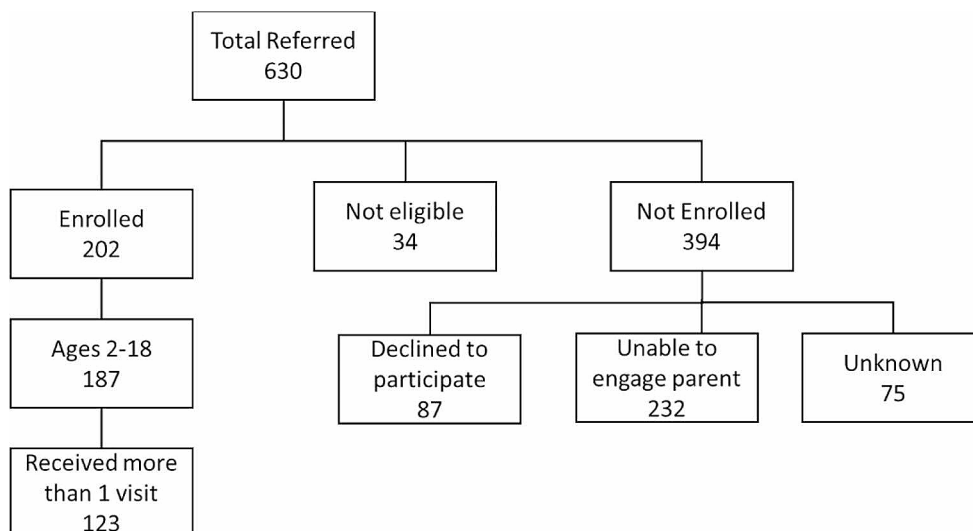 Total Referred
630
Enrolled
202
Not eligible
34
Not Enrolled
394
Ages 2-18
187
Declined to
participate
87
Unable to
engage parent
232
Unknown
75
Received more
than 1 visit
123